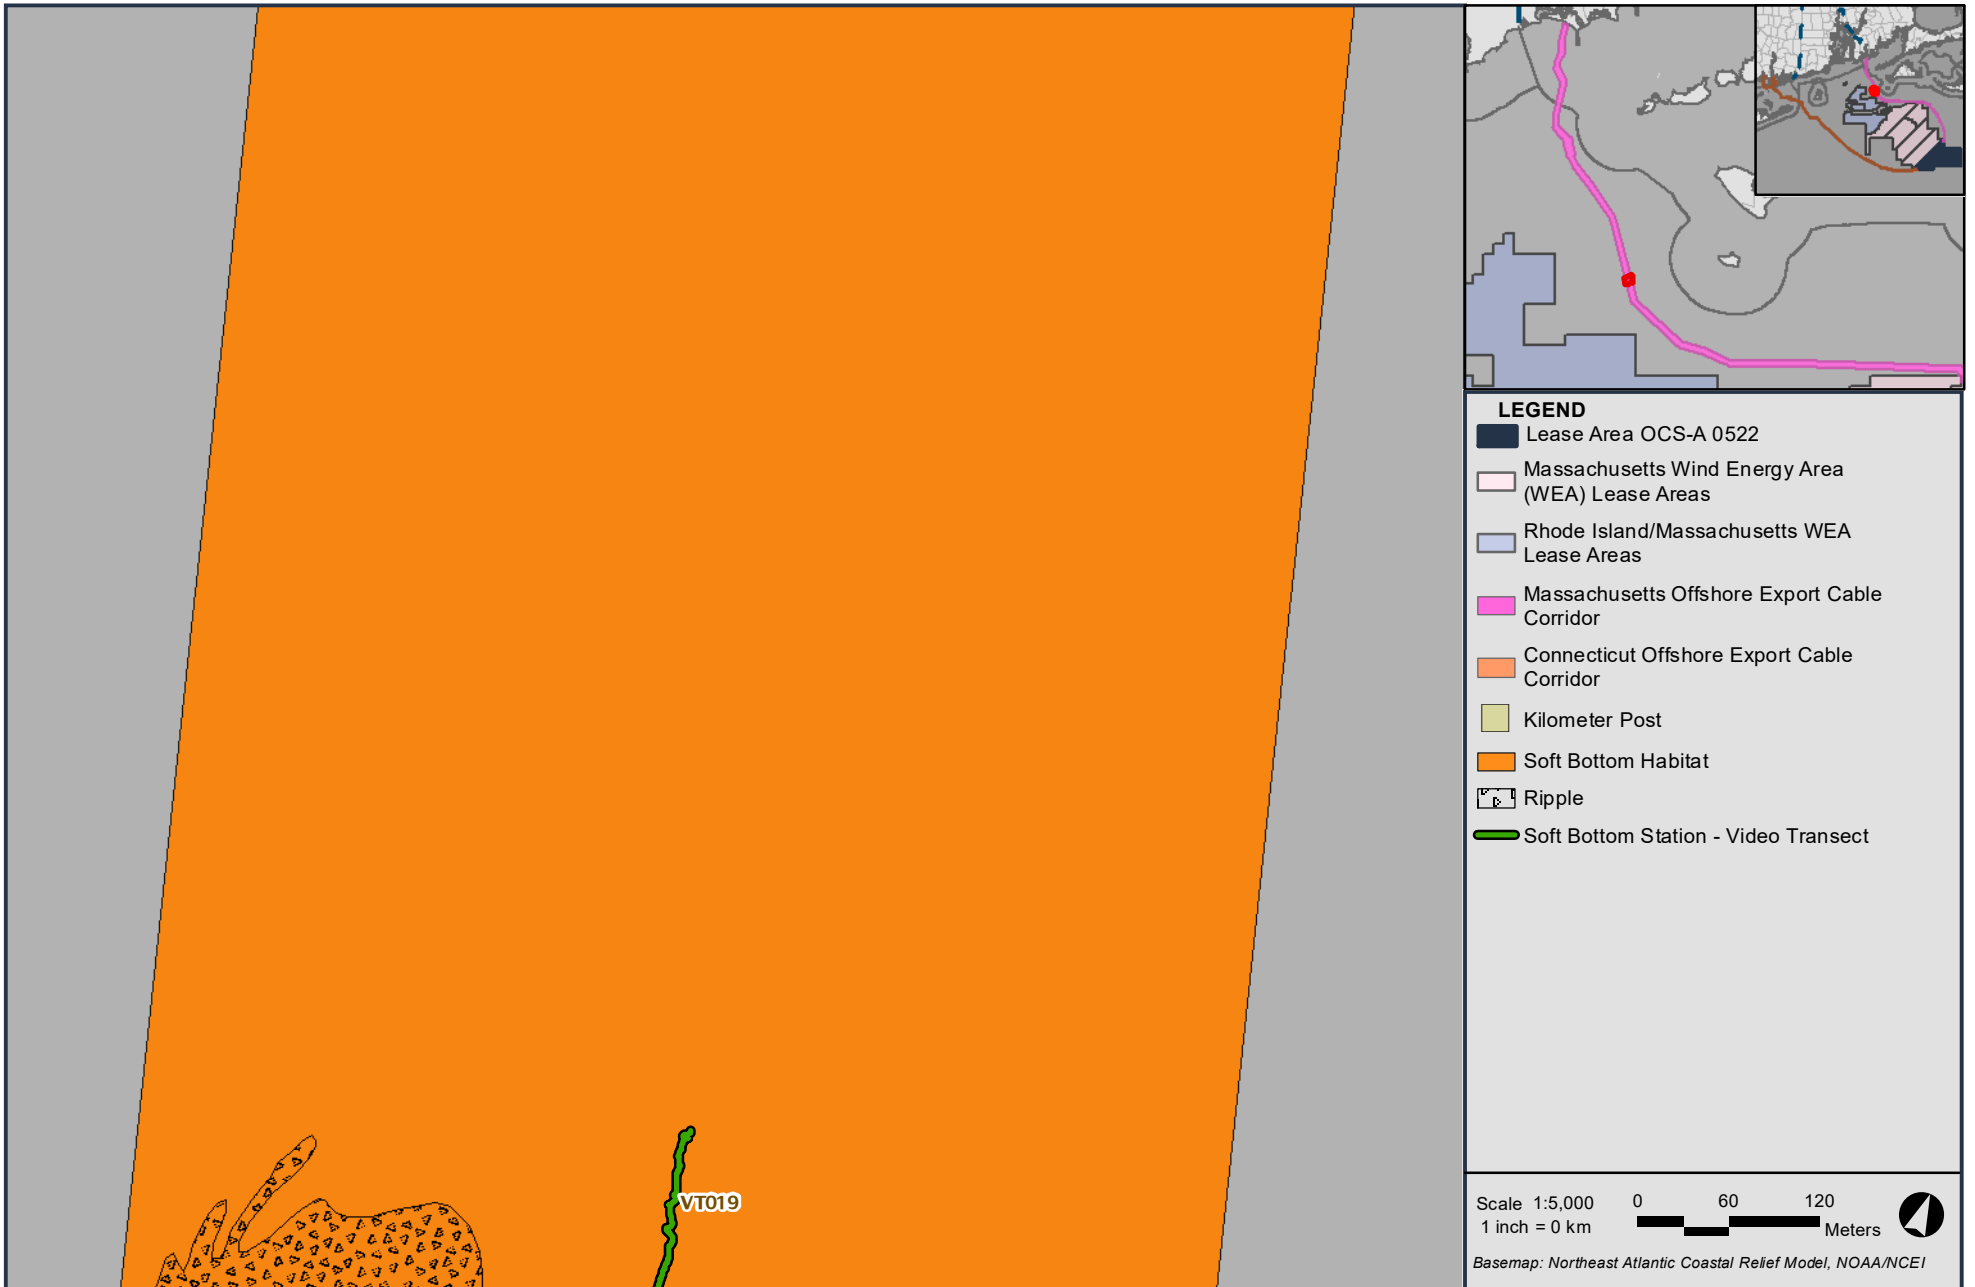 VT019
LEGEND
Lease Area OCS-A 0522
Massachusetts Wind Energy Area
(WEA) Lease Areas
Rhode Island/Massachusetts WEA
Lease Areas
Massachusetts Offshore Export Cable
Corridor
Connecticut Offshore Export Cable
Corridor
Kilometer Post
Soft Bottom Habitat
Ripple
Soft Bottom Station - Video Transect
Scale 1:5,000
1 inch = 0 km
0 60 120
Meters
Basemap: Northeast Atlantic Coastal Relief Model, NOAA/NCEI